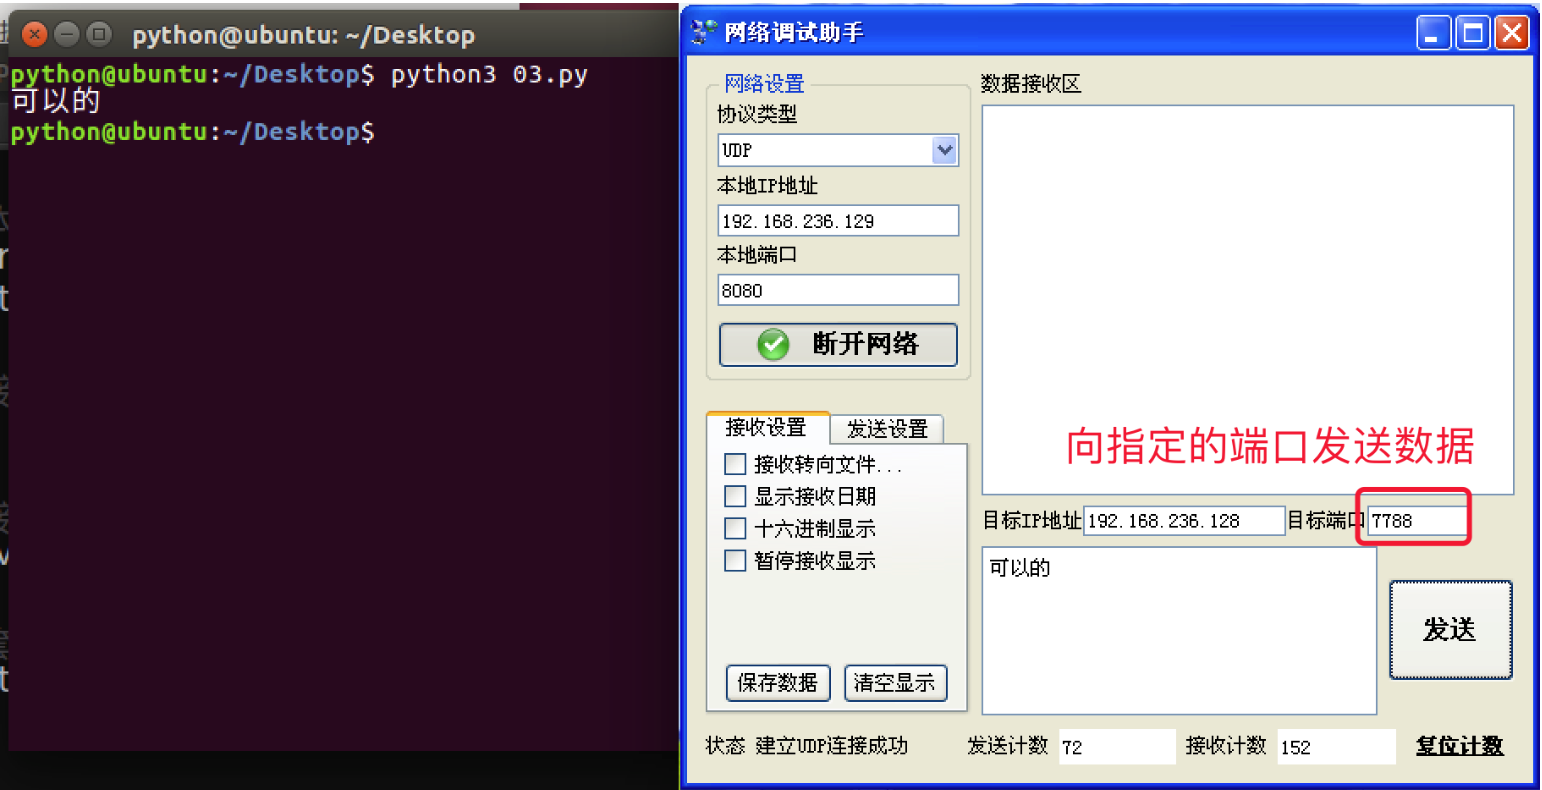 python@ubuntu: ~/Desktop
python@ubuntu:~/Desktop$ python3 03.py
可以的
python@ubuntu:~/Desktop$
网络调试助手
网络设置
协议类型
UDP
本地IP地址
192.168.236.129
本地端口
8080
断开网络
接收设置 发送设置
接收转向文件...
显示接收日期
十六进制显示
暂停接收显示
保存数据 清空显示
数据接收区
向指定的端口发送数据
目标IP地址 192.168.236.128 目标端口 7788
可以的
发送
状态 建立UDP连接成功 发送计数 72 接收计数 152 复位计数